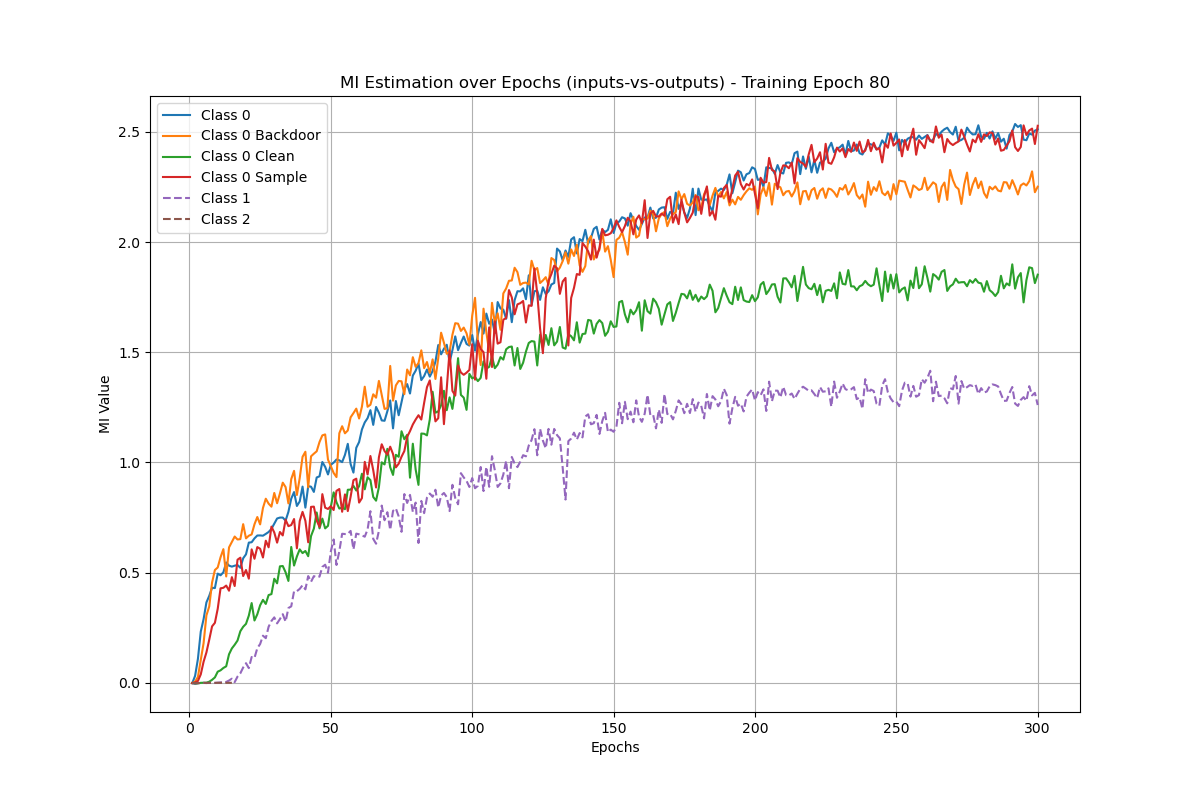 MI Estimation over Epochs (inputs-vs-outputs) - Training Epoch 80
Class 0
Class 0 Backdoor
Class 0 Clean
Class 0 Sample
Class 1
Class 2
MI Value
2.5
2.0
1.5
1.0
0.5
0.0
0 50 100 150 200 250 300
Epochs